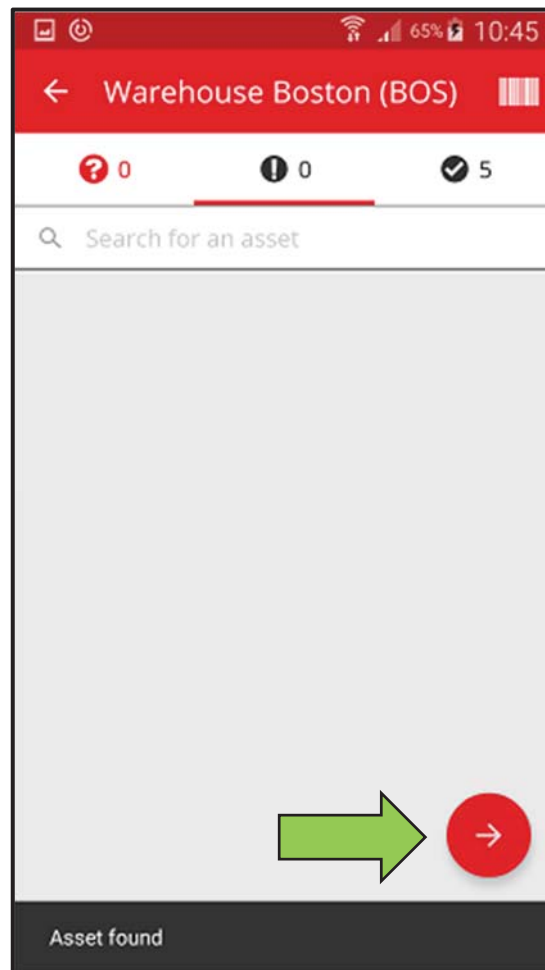 65% 10:45
Warehouse Boston (BOS)
0 0 5
Search for an asset
Asset found